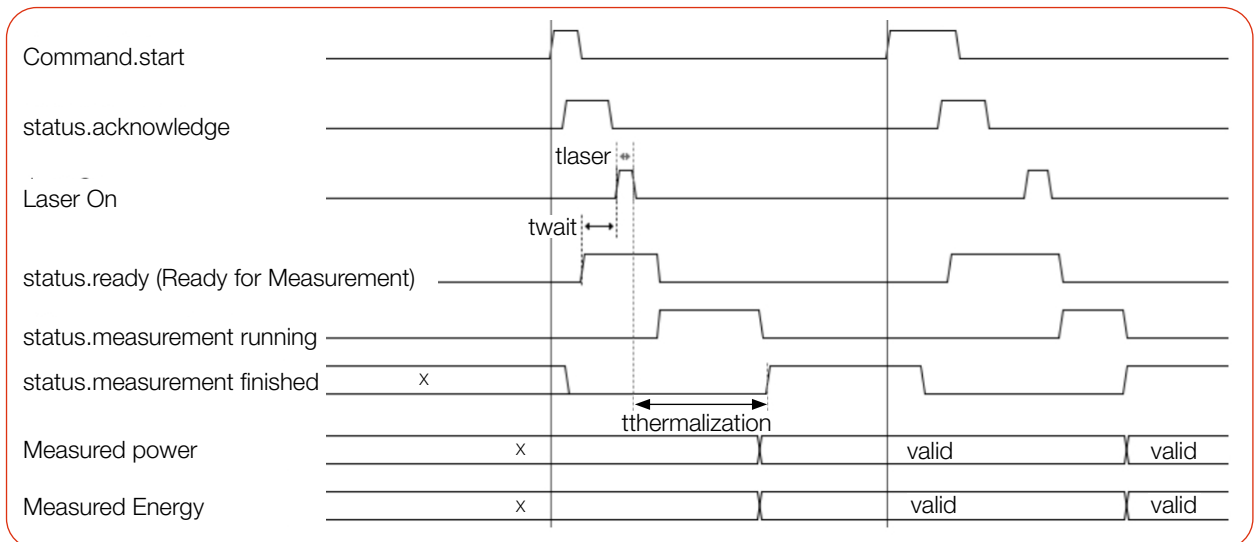 Command.start
status.acknowledge
tlaser
Laser On
twait
status.ready (Ready for Measurement)
status.measurement running
status.measurement finished
X
tthermalization
Measured power
X
valid
valid
Measured Energy
X
valid
valid